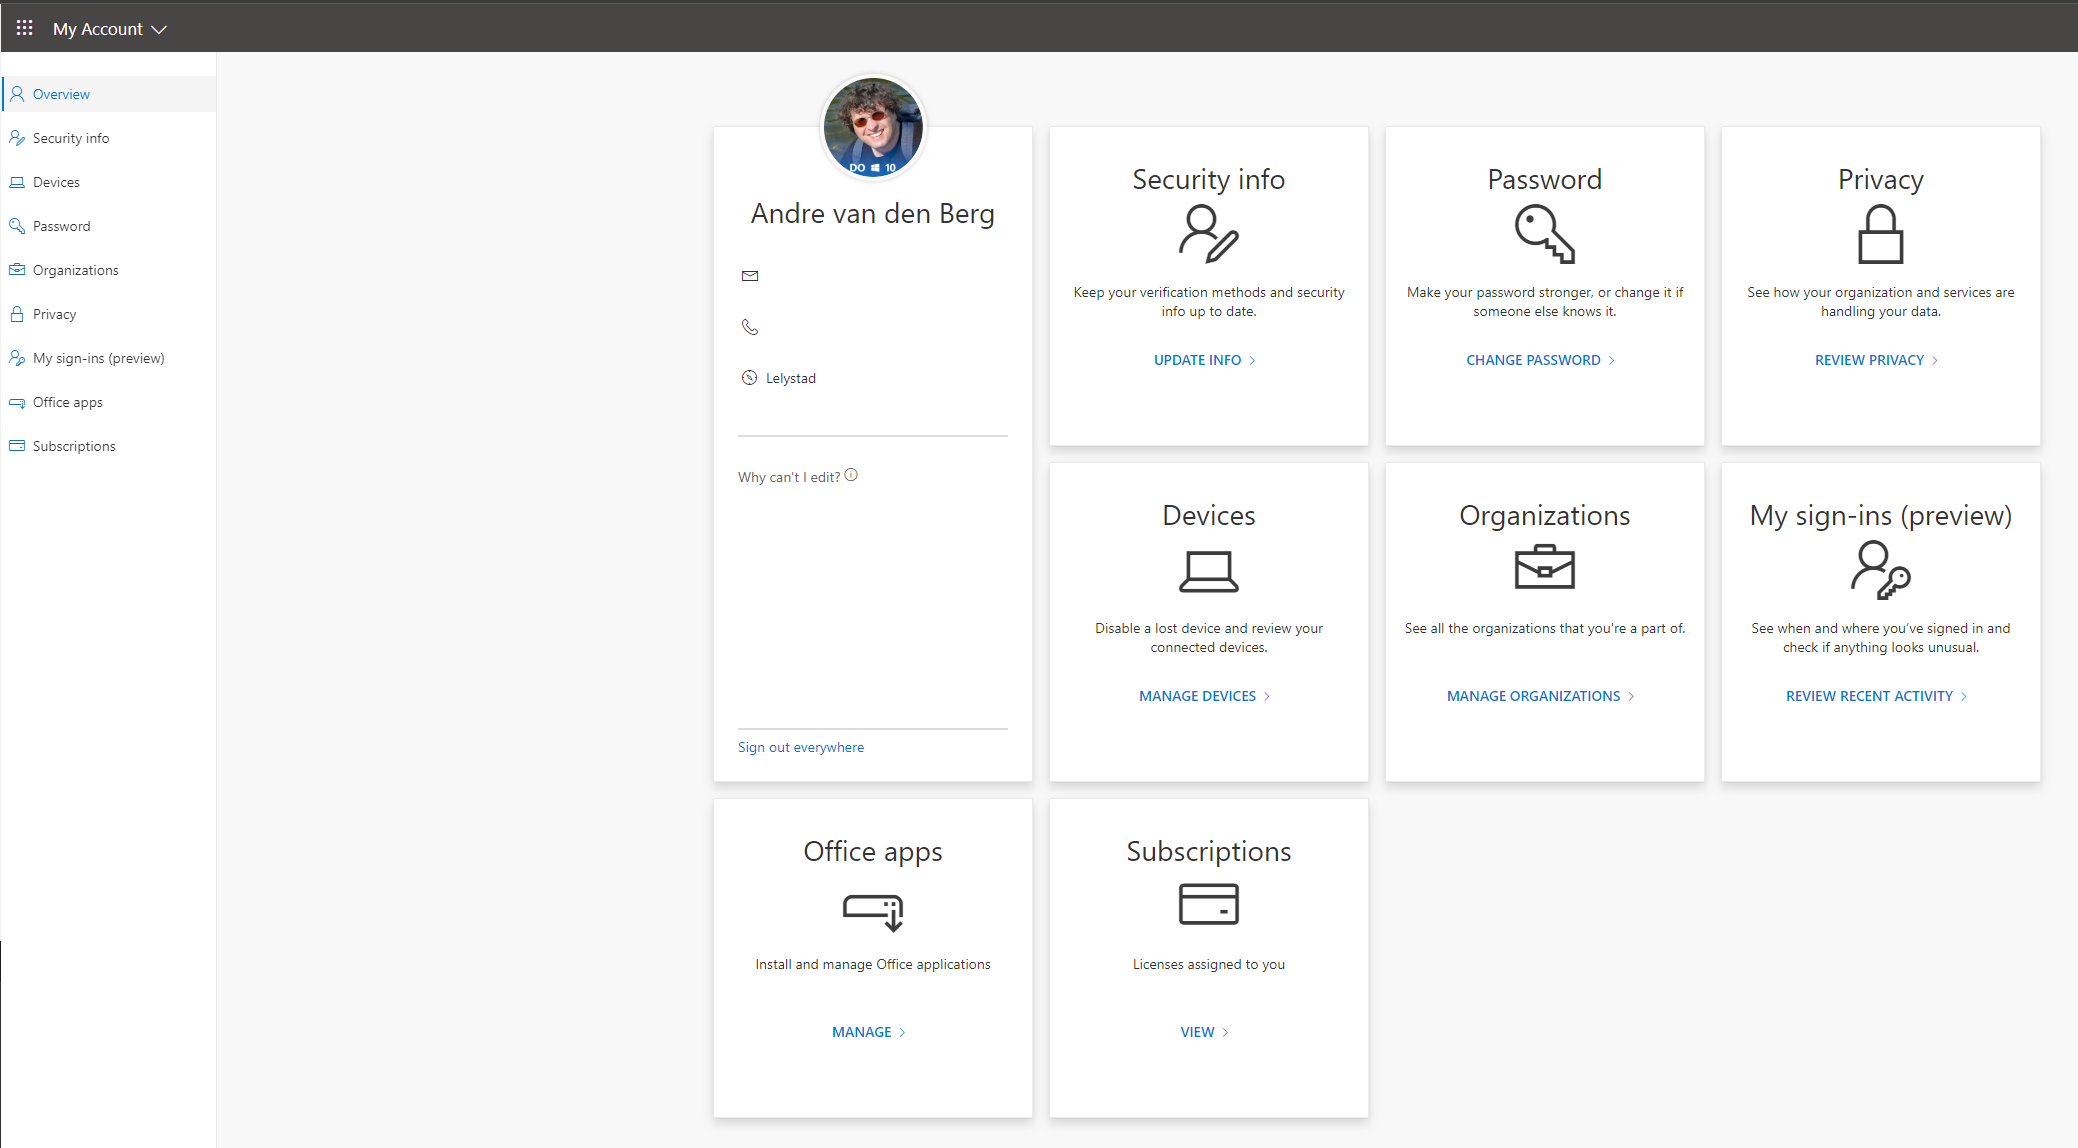 My Account
Overview
Security info
Devices
Password
Organizations
Privacy
My sign-ins (preview)
Office apps
Subscriptions
DO 10
Andre van den Berg
Lelystad
Why can't I edit?
Sign out everywhere
Security info
Keep your verification methods and security
info up to date.
UPDATE INFO
Password
Make your password stronger, or change it if
someone else knows it.
CHANGE PASSWORD
Privacy
See how your organization and services are
handling your data.
REVIEW PRIVACY
Devices
Disable a lost device and review your
connected devices.
MANAGE DEVICES
Organizations
See all the organizations that you're a part of.
MANAGE ORGANIZATIONS
My sign-ins (preview)
See when and where you've signed in and
check if anything looks unusual.
REVIEW RECENT ACTIVITY
Office apps
Install and manage Office applications
MANAGE
Subscriptions
Licenses assigned to you
VIEW